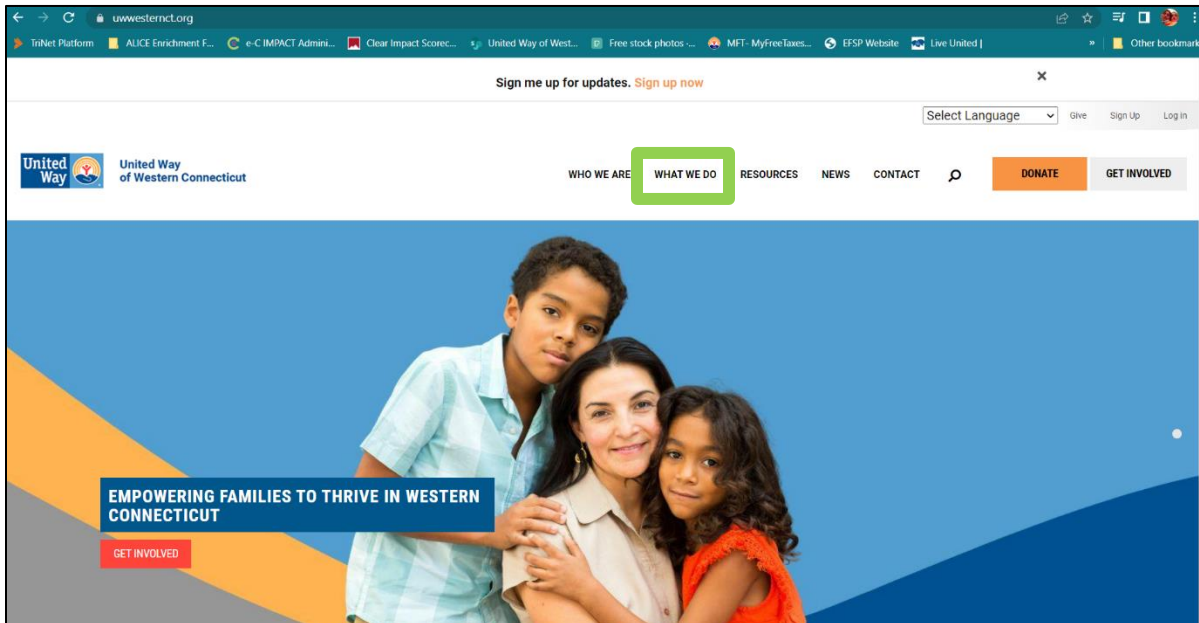 uwwesternct.org
TriNet Platform ALICE Enrichment F... e-C IMPACT Admini... Clear Impact Scorec... United Way of West... Free stock photos -... MFT- MyFreeTaxes... EFSP Website Live United | » Other bookmark
Sign me up for updates. Sign up now ×
Select Language Give Sign Up Log in
United Way
United Way
of Western Connecticut
WHO WE ARE WHAT WE DO RESOURCES NEWS CONTACT DONATE GET INVOLVED
EMPOWERING FAMILIES TO THRIVE IN WESTERN
CONNECTICUT
GET INVOLVED